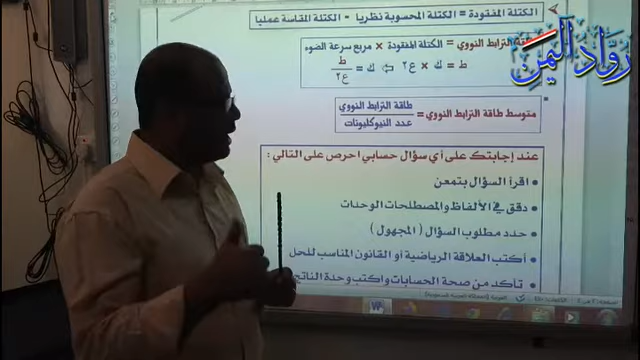 الكتلة المفقودة = الكتلة المحسوبة نظريا - الكتلة المقاسة عمليا
رواد اليمن
طاقة الترابط النووي = الكتلة المفقودة × مربع سرعة الضوء
ط = ك × ع٢ ⇦ ك = ط / ع٢
متوسط طاقة الترابط النووي = طاقة الترابط النووي / عدد النيوكليونات
عند إجابتك على أي سؤال حسابي احرص على التالي :
• اقرأ السؤال بتمعن
• دقق في الألفاظ والمصطلحات الوحدات
• حدد مطلوب السؤال ( المجهول )
• أكتب العلاقة الرياضية أو القانون المناسب للحل
• تأكد من صحة الحسابات واكتب وحدة الناتج